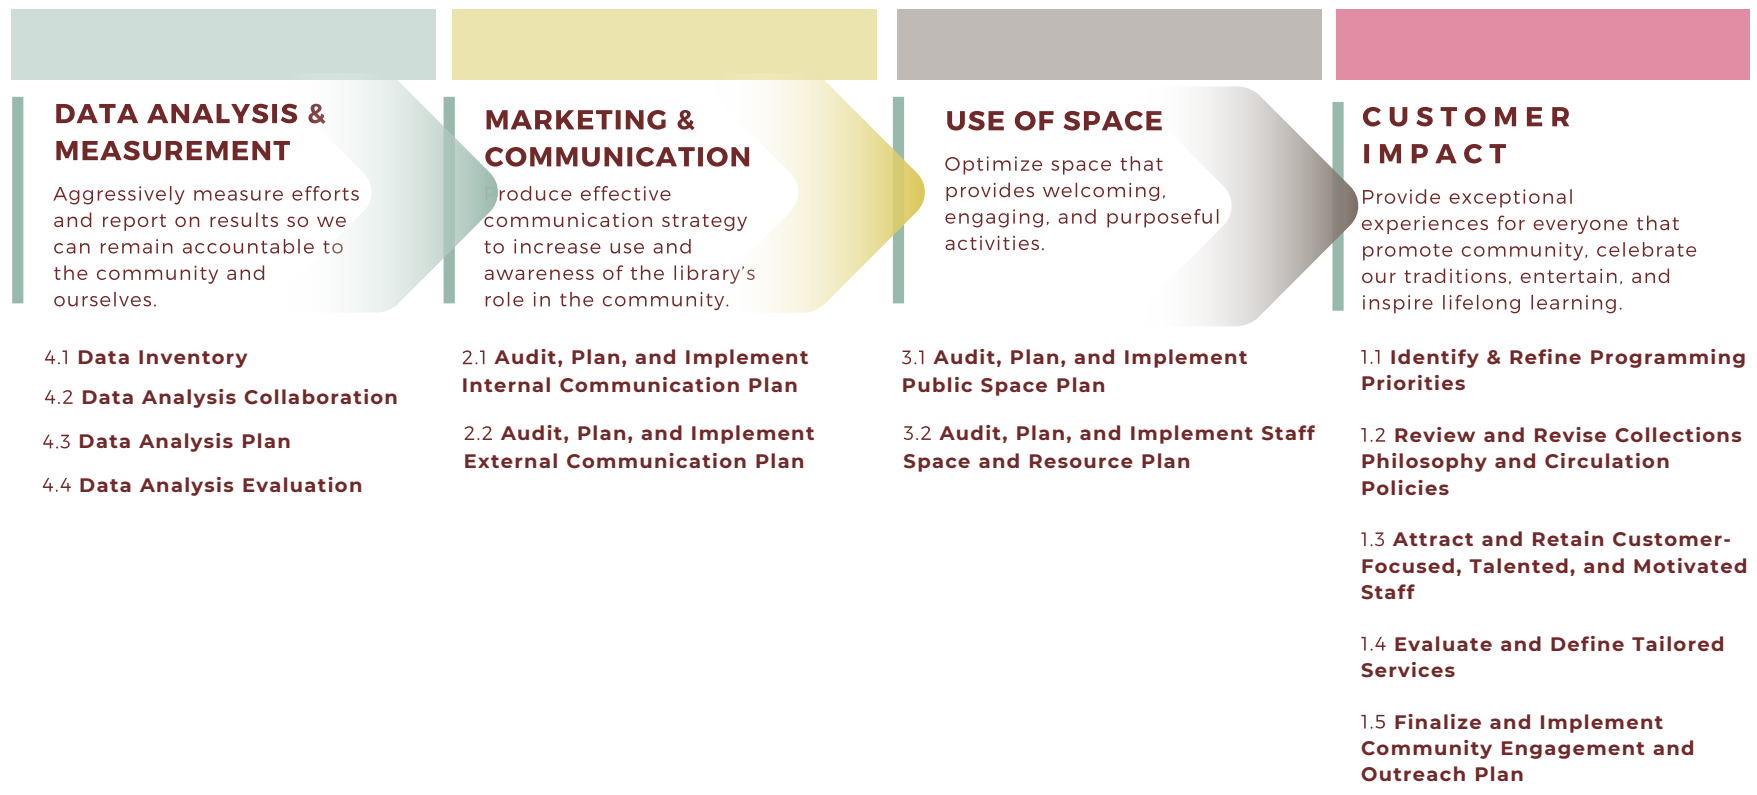 DATA ANALYSIS &
MEASUREMENT
Aggressively measure efforts
and report on results so we
can remain accountable to
the community and
ourselves.
4.1 Data Inventory
4.2 Data Analysis Collaboration
4.3 Data Analysis Plan
4.4 Data Analysis Evaluation
MARKETING &
COMMUNICATION
Produce effective
communication strategy
to increase use and
awareness of the library's
role in the community.
2.1 Audit, Plan, and Implement
Internal Communication Plan
2.2 Audit, Plan, and Implement
External Communication Plan
USE OF SPACE
Optimize space that
provides welcoming,
engaging, and purposeful
activities.
3.1 Audit, Plan, and Implement
Public Space Plan
3.2 Audit, Plan, and Implement Staff
Space and Resource Plan
CUSTOMER
IMPACT
Provide exceptional
experiences for everyone that
promote community, celebrate
our traditions, entertain, and
inspire lifelong learning.
1.1 Identify & Refine Programming
Priorities
1.2 Review and Revise Collections
Philosophy and Circulation
Policies
1.3 Attract and Retain Customer-
Focused, Talented, and Motivated
Staff
1.4 Evaluate and Define Tailored
Services
1.5 Finalize and Implement
Community Engagement and
Outreach Plan